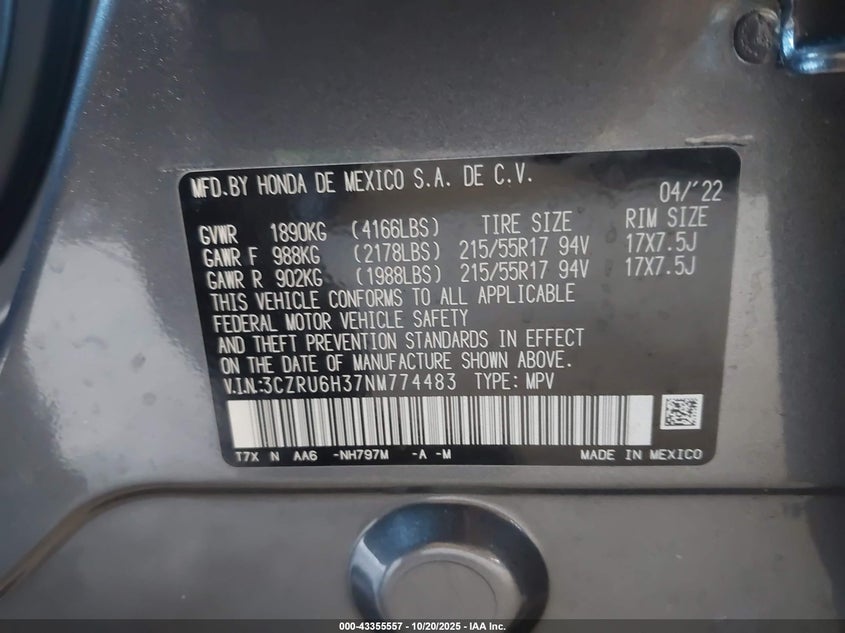 MFD.BY HONDA DE MEXICO S.A. DE C.V. 04/'22
GVWR 1890KG (4166LBS) TIRE SIZE RIM SIZE
GAWR F 988KG (2178LBS) 215/55R17 94V 17X7.5J
GAWR R 902KG (1988LBS) 215/55R17 94V 17X7.5J
THIS VEHICLE CONFORMS TO ALL APPLICABLE
FEDERAL MOTOR VEHICLE SAFETY
AND THEFT PREVENTION STANDARDS IN EFFECT
ON THE DATE OF MANUFACTURE SHOWN ABOVE.
V.I.N.:3CZRU6H37NM774483 TYPE: MPV
T7X N AA6 -NH797M -A -M MADE IN MEXICO
000-43355557 - 10/20/2025 - IAA Inc.